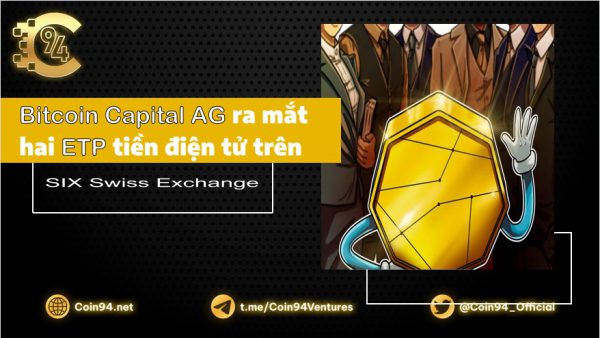 94
Bitcoin Capital AG ra mắt
hai ETP tiền điện tử trên
SIX Swiss Exchange
Coin94.net
t.me/Coin94Ventures
@Coin94_Official